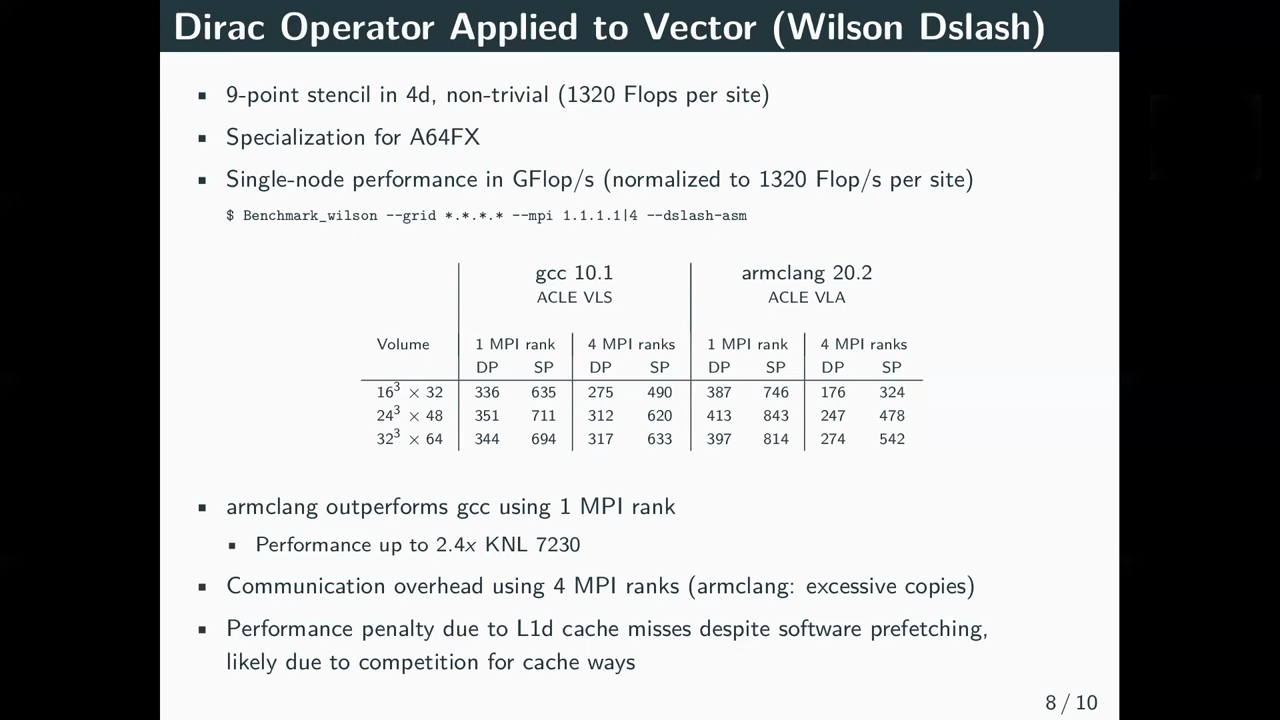 Dirac Operator Applied to Vector (Wilson Dslash)
▪ 9-point stencil in 4d, non-trivial (1320 Flops per site)
▪ Specialization for A64FX
▪ Single-node performance in GFlop/s (normalized to 1320 Flop/s per site)
$ Benchmark_wilson --grid *.*.*.* --mpi 1.1.1.1|4 --dslash-asm
gcc 10.1 armclang 20.2
ACLE VLS ACLE VLA
Volume 1 MPI rank 4 MPI ranks 1 MPI rank 4 MPI ranks
DP SP DP SP DP SP DP SP
16³ × 32 336 635 275 490 387 746 176 324
24³ × 48 351 711 312 620 413 843 247 478
32³ × 64 344 694 317 633 397 814 274 542
▪ armclang outperforms gcc using 1 MPI rank
▪ Performance up to 2.4x KNL 7230
▪ Communication overhead using 4 MPI ranks (armclang: excessive copies)
▪ Performance penalty due to L1d cache misses despite software prefetching,
likely due to competition for cache ways
8 / 10